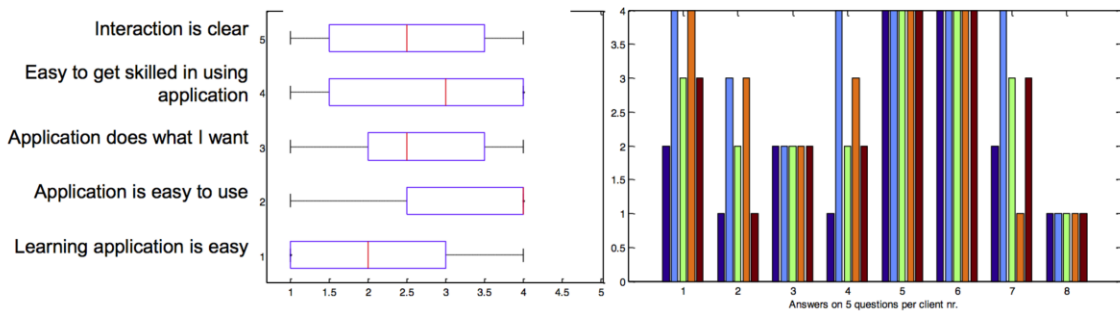 Interaction is clear
Easy to get skilled in using
application
Application does what I want
Application is easy to use
Learning application is easy
5
4
3
2
1
1 1.5 2 2.5 3 3.5 4 4.5 5
4
3.5
3
2.5
2
1.5
1
0.5
0
1 2 3 4 5 6 7 8
Answers on 5 questions per client nr.